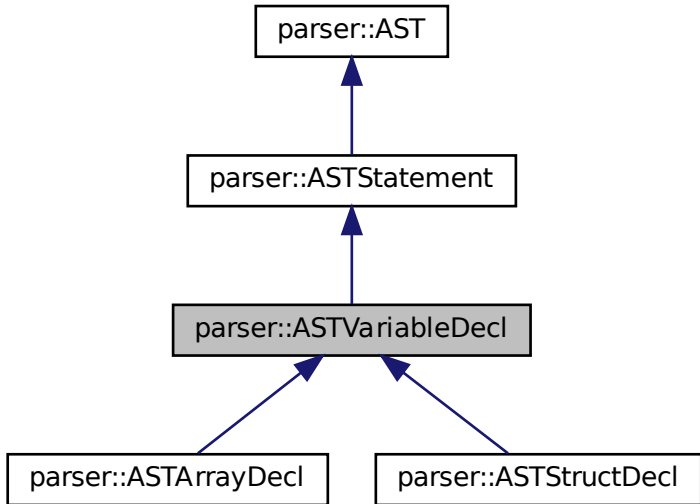 parser::AST
parser::ASTStatement
parser::ASTVariableDecl
parser::ASTArrayDecl
parser::ASTStructDecl